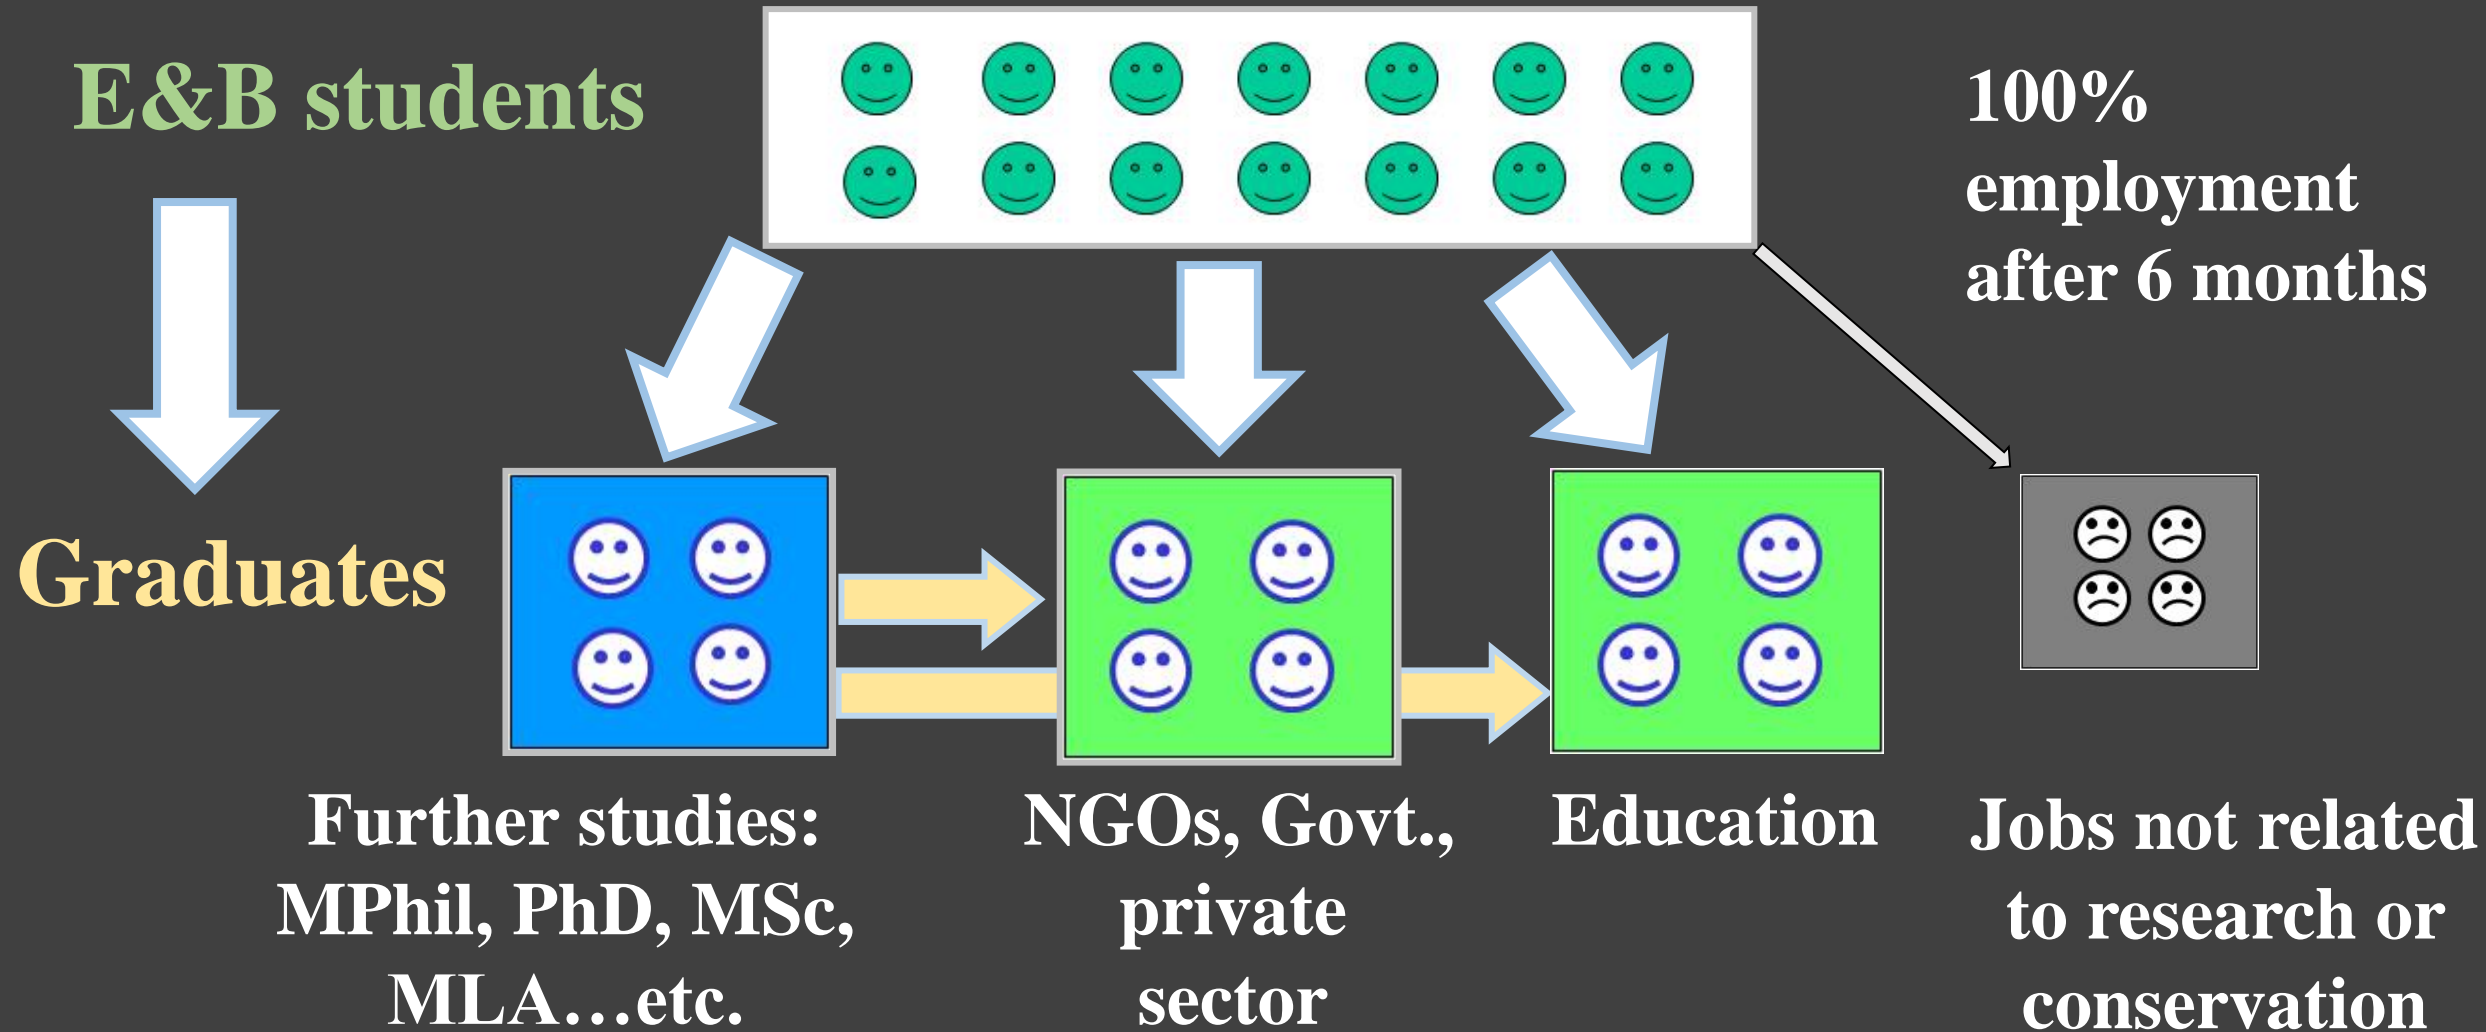 E&B students
100%
employment
after 6 months
Graduates
Further studies:
MPhil, PhD, MSc,
MLA…etc.
NGOs, Govt.,
private
sector
Education
Jobs not related
to research or
conservation